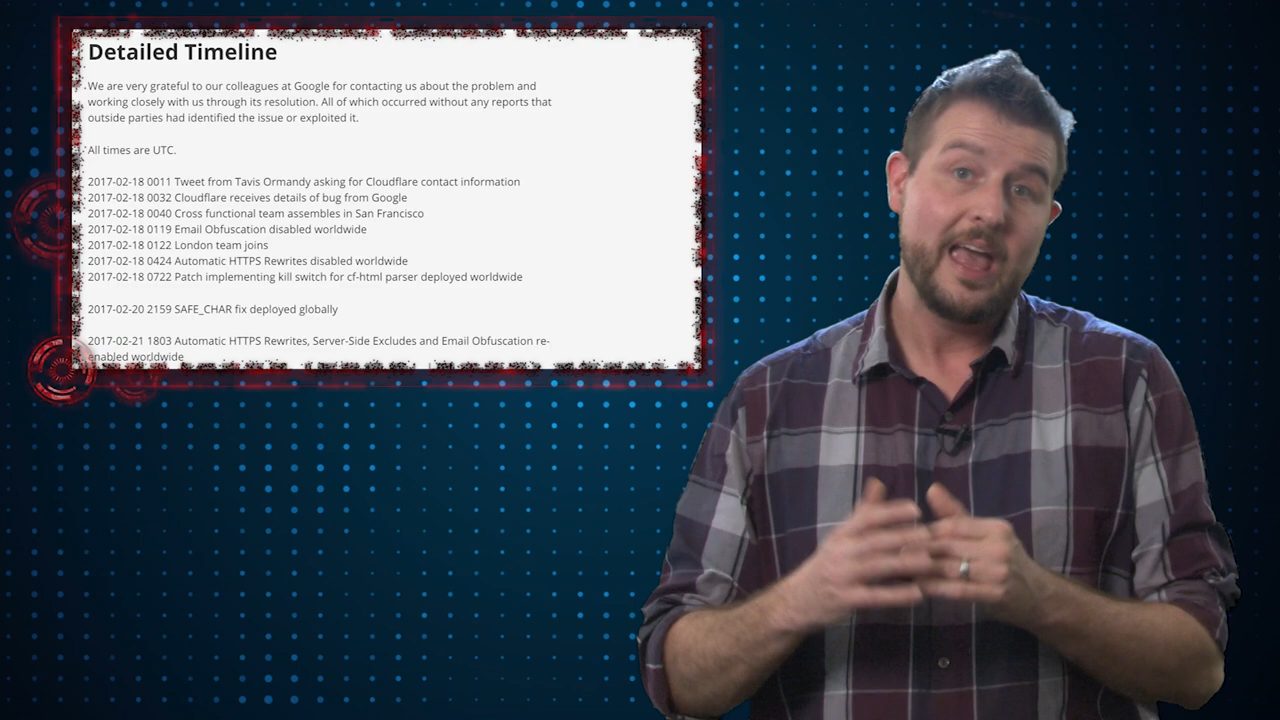 Detailed Timeline
We are very grateful to our colleagues at Google for contacting us about the problem and
working closely with us through its resolution. All of which occurred without any reports that
outside parties had identified the issue or exploited it.
All times are UTC.
2017-02-18 0011 Tweet from Tavis Ormandy asking for Cloudflare contact information
2017-02-18 0032 Cloudflare receives details of bug from Google
2017-02-18 0040 Cross functional team assembles in San Francisco
2017-02-18 0119 Email Obfuscation disabled worldwide
2017-02-18 0122 London team joins
2017-02-18 0424 Automatic HTTPS Rewrites disabled worldwide
2017-02-18 0722 Patch implementing kill switch for cf-html parser deployed worldwide
2017-02-20 2159 SAFE_CHAR fix deployed globally
2017-02-21 1803 Automatic HTTPS Rewrites, Server-Side Excludes and Email Obfuscation re-
enabled worldwide